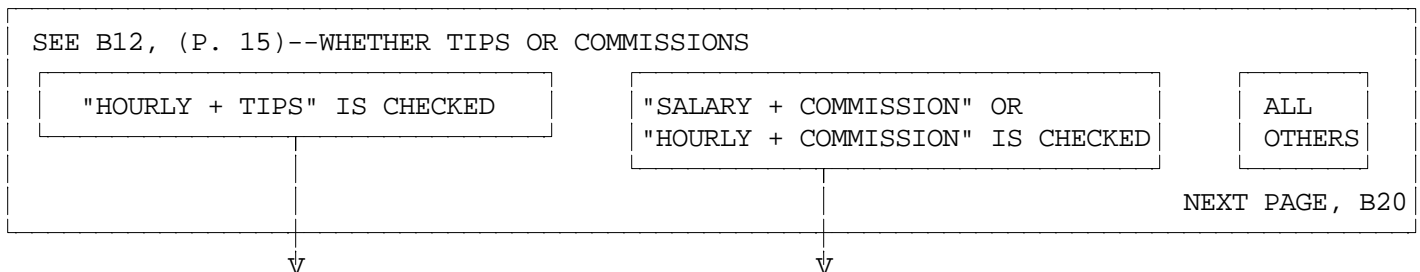 SEE B12, (P. 15)--WHETHER TIPS OR COMMISSIONS
"HOURLY + TIPS" IS CHECKED
"SALARY + COMMISSION" OR
"HOURLY + COMMISSION" IS CHECKED
ALL
OTHERS
NEXT PAGE, B20
V V